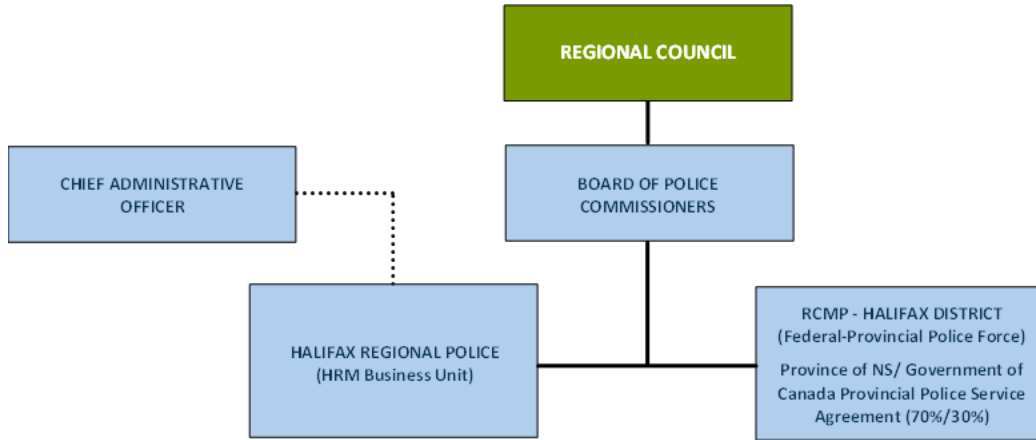 REGIONAL COUNCIL
CHIEF ADMINISTRATIVE
OFFICER
BOARD OF POLICE
COMMISSIONERS
HALIFAX REGIONAL POLICE
(HRM Business Unit)
RCMP - HALIFAX DISTRICT
(Federal-Provincial Police Force)
Province of NS/ Government of
Canada Provincial Police Service
Agreement (70%/30%)